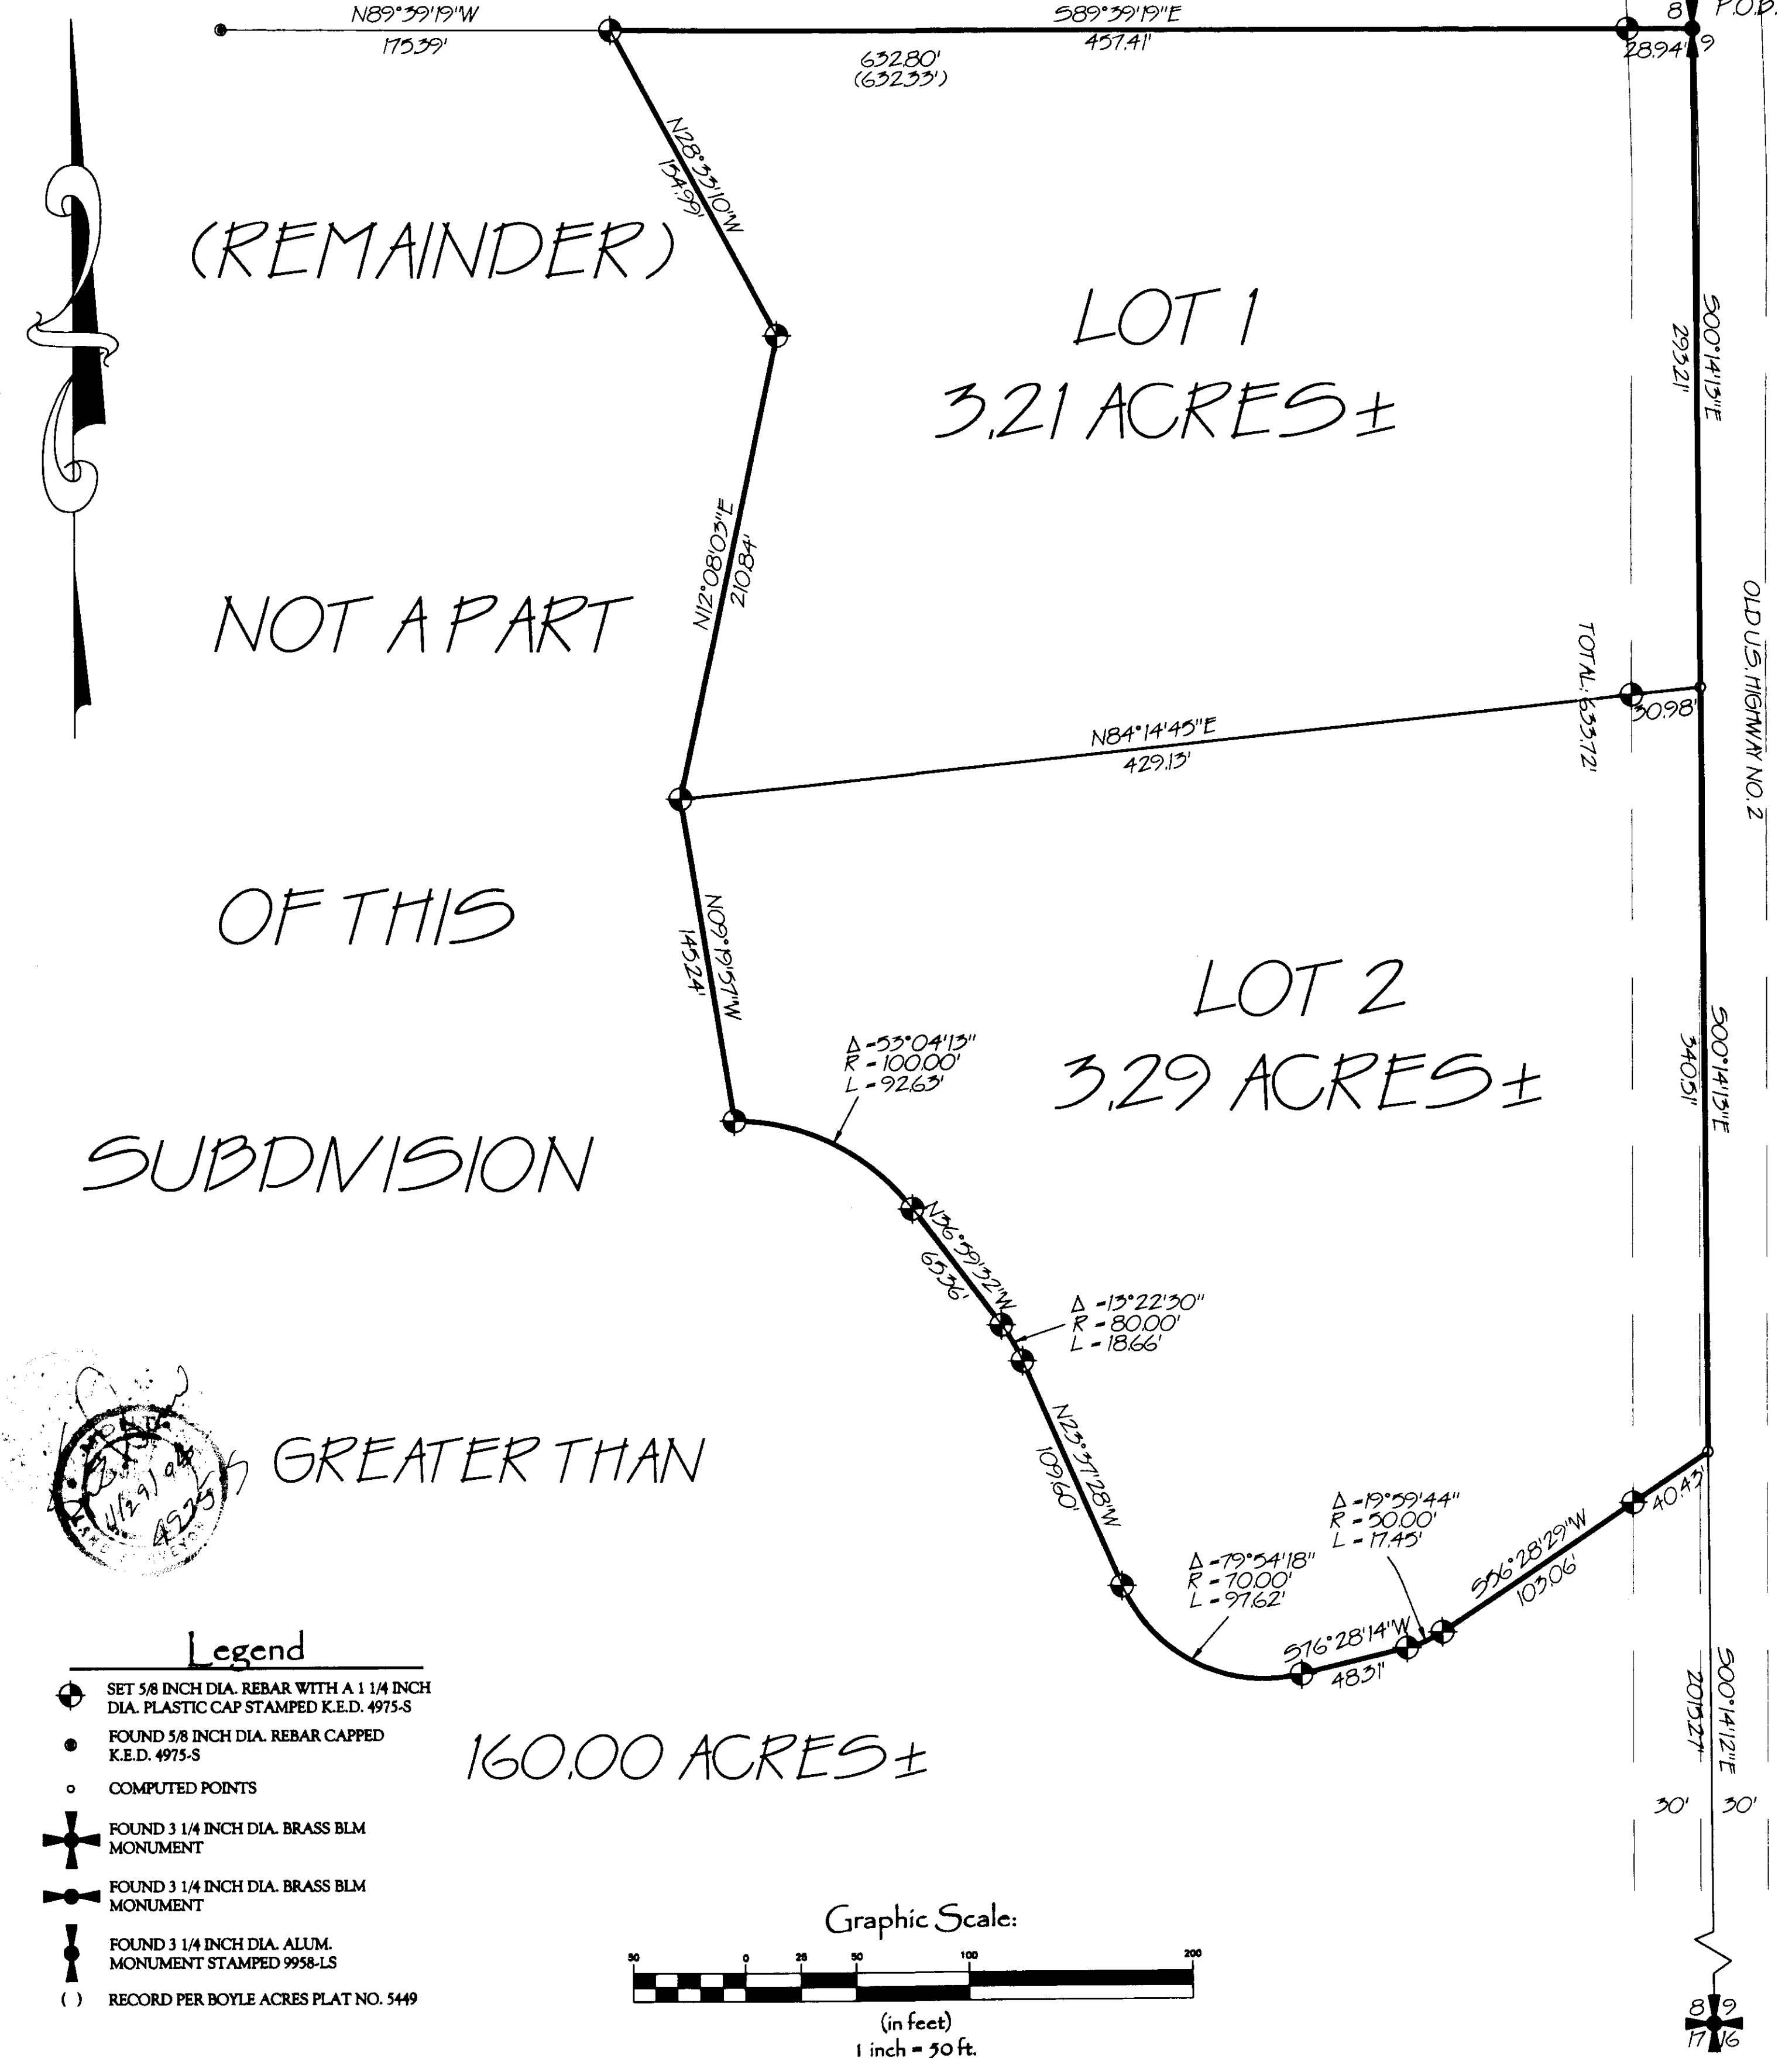 N89°39'19"W
175.39'
S89°39'19"E
457.41'
632.80'
(632.33')
28.94'
8
9
P.O.B.
N28°33'10"W
154.99'
(REMAINDER)
LOT 1
3.21 ACRES±
S00°14'13"E
293.21'
N12°08'03"E
210.84'
NOT A PART
OLD U.S. HIGHWAY NO. 2
TOTAL: 633.72'
30.98'
N84°14'45"E
429.13'
OF THIS
N09°19'57"W
145.24'
LOT 2
3.29 ACRES±
S00°14'13"E
340.51'
Δ = 53°04'13"
R = 100.00'
L = 92.63'
SUBDIVISION
N36°59'32"W
65.36'
Δ = 13°22'30"
R = 80.00'
L = 18.66'
GREATER THAN
N23°37'28"W
109.60'
Δ = 19°59'44"
R = 50.00'
L = 17.45'
Δ = 79°54'18"
R = 70.00'
L = 97.62'
S56°28'29"W
103.06'
40.43'
S76°28'14"W
48.31'
160.00 ACRES±
S00°14'12"E
2015.27'
30' 30'
4975S
Legend
SET 5/8 INCH DIA. REBAR WITH A 1 1/4 INCH
DIA. PLASTIC CAP STAMPED K.E.D. 4975-S
FOUND 5/8 INCH DIA. REBAR CAPPED
K.E.D. 4975-S
COMPUTED POINTS
FOUND 3 1/4 INCH DIA. BRASS BLM
MONUMENT
FOUND 3 1/4 INCH DIA. BRASS BLM
MONUMENT
FOUND 3 1/4 INCH DIA. ALUM.
MONUMENT STAMPED 9958-LS
( ) RECORD PER BOYLE ACRES PLAT NO. 5449
Graphic Scale:
50 0 25 50 100 200
(in feet)
1 inch = 50 ft.
8 9
17 16